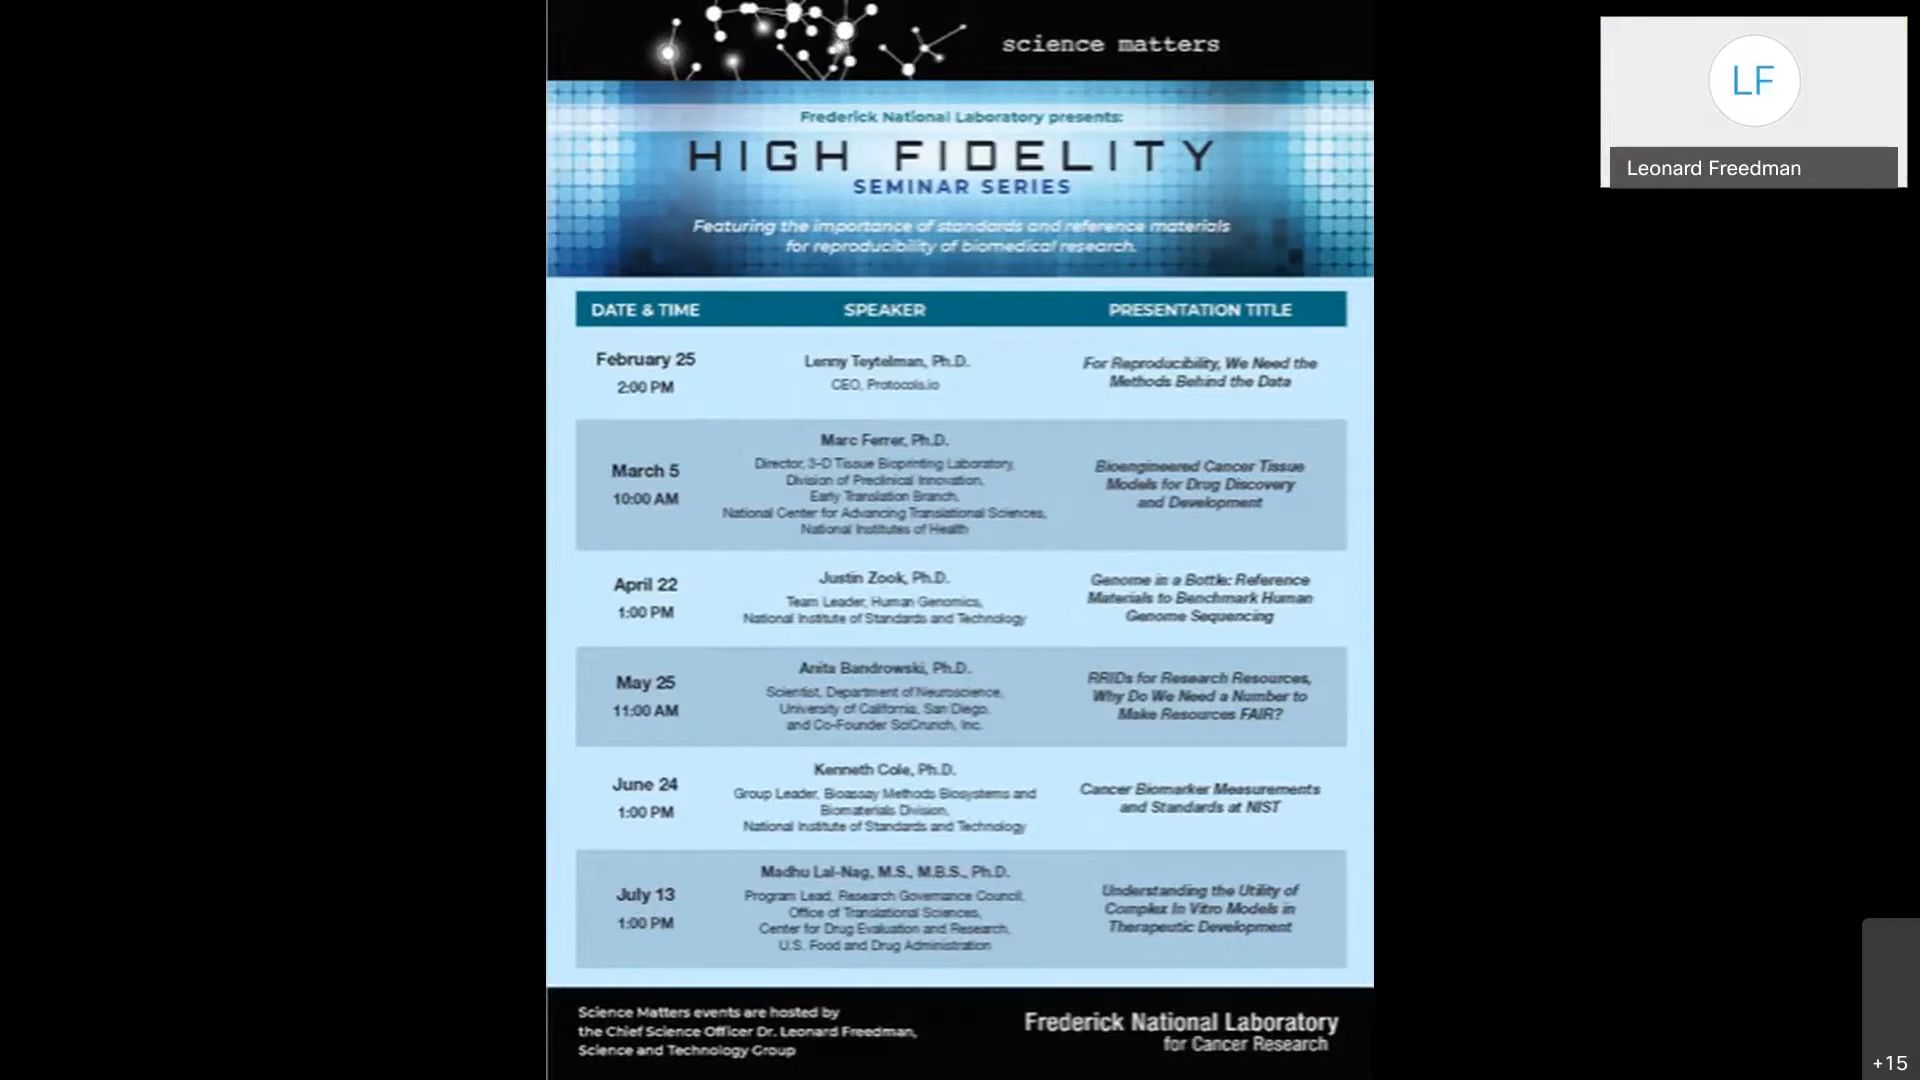 science matters
Frederick National Laboratory presents:
HIGH FIDELITY
SEMINAR SERIES
Featuring the importance of standards and reference materials
for reproducibility of biomedical research.
DATE & TIME
SPEAKER
PRESENTATION TITLE
February 25
2:00 PM
Lenny Teytelman, Ph.D.
CEO, Protocols.io
For Reproducibility, We Need the
Methods Behind the Data
March 5
10:00 AM
Marc Ferrer, Ph.D.
Director, 3-D Tissue Bioprinting Laboratory,
Division of Preclinical Innovation,
Early Translation Branch,
National Center for Advancing Translational Sciences,
National Institutes of Health
Bioengineered Cancer Tissue
Models for Drug Discovery
and Development
April 22
1:00 PM
Justin Zook, Ph.D.
Team Leader, Human Genomics,
National Institute of Standards and Technology
Genome in a Bottle: Reference
Materials to Benchmark Human
Genome Sequencing
May 25
11:00 AM
Anita Bandrowski, Ph.D.
Scientist, Department of Neuroscience,
University of California, San Diego,
and Co-Founder SciCrunch, Inc.
RRIDs for Research Resources,
Why Do We Need a Number to
Make Resources FAIR?
June 24
1:00 PM
Kenneth Cole, Ph.D.
Group Leader, Bioassay Methods Biosystems and
Biomaterials Division,
National Institute of Standards and Technology
Cancer Biomarker Measurements
and Standards at NIST
July 13
1:00 PM
Madhu Lal-Nag, M.S., M.B.S., Ph.D.
Program Lead, Research Governance Council,
Office of Translational Sciences,
Center for Drug Evaluation and Research,
U.S. Food and Drug Administration
Understanding the Utility of
Complex In Vitro Models in
Therapeutic Development
Science Matters events are hosted by
the Chief Science Officer Dr. Leonard Freedman,
Science and Technology Group
Frederick National Laboratory
for Cancer Research
LF
Leonard Freedman
+15